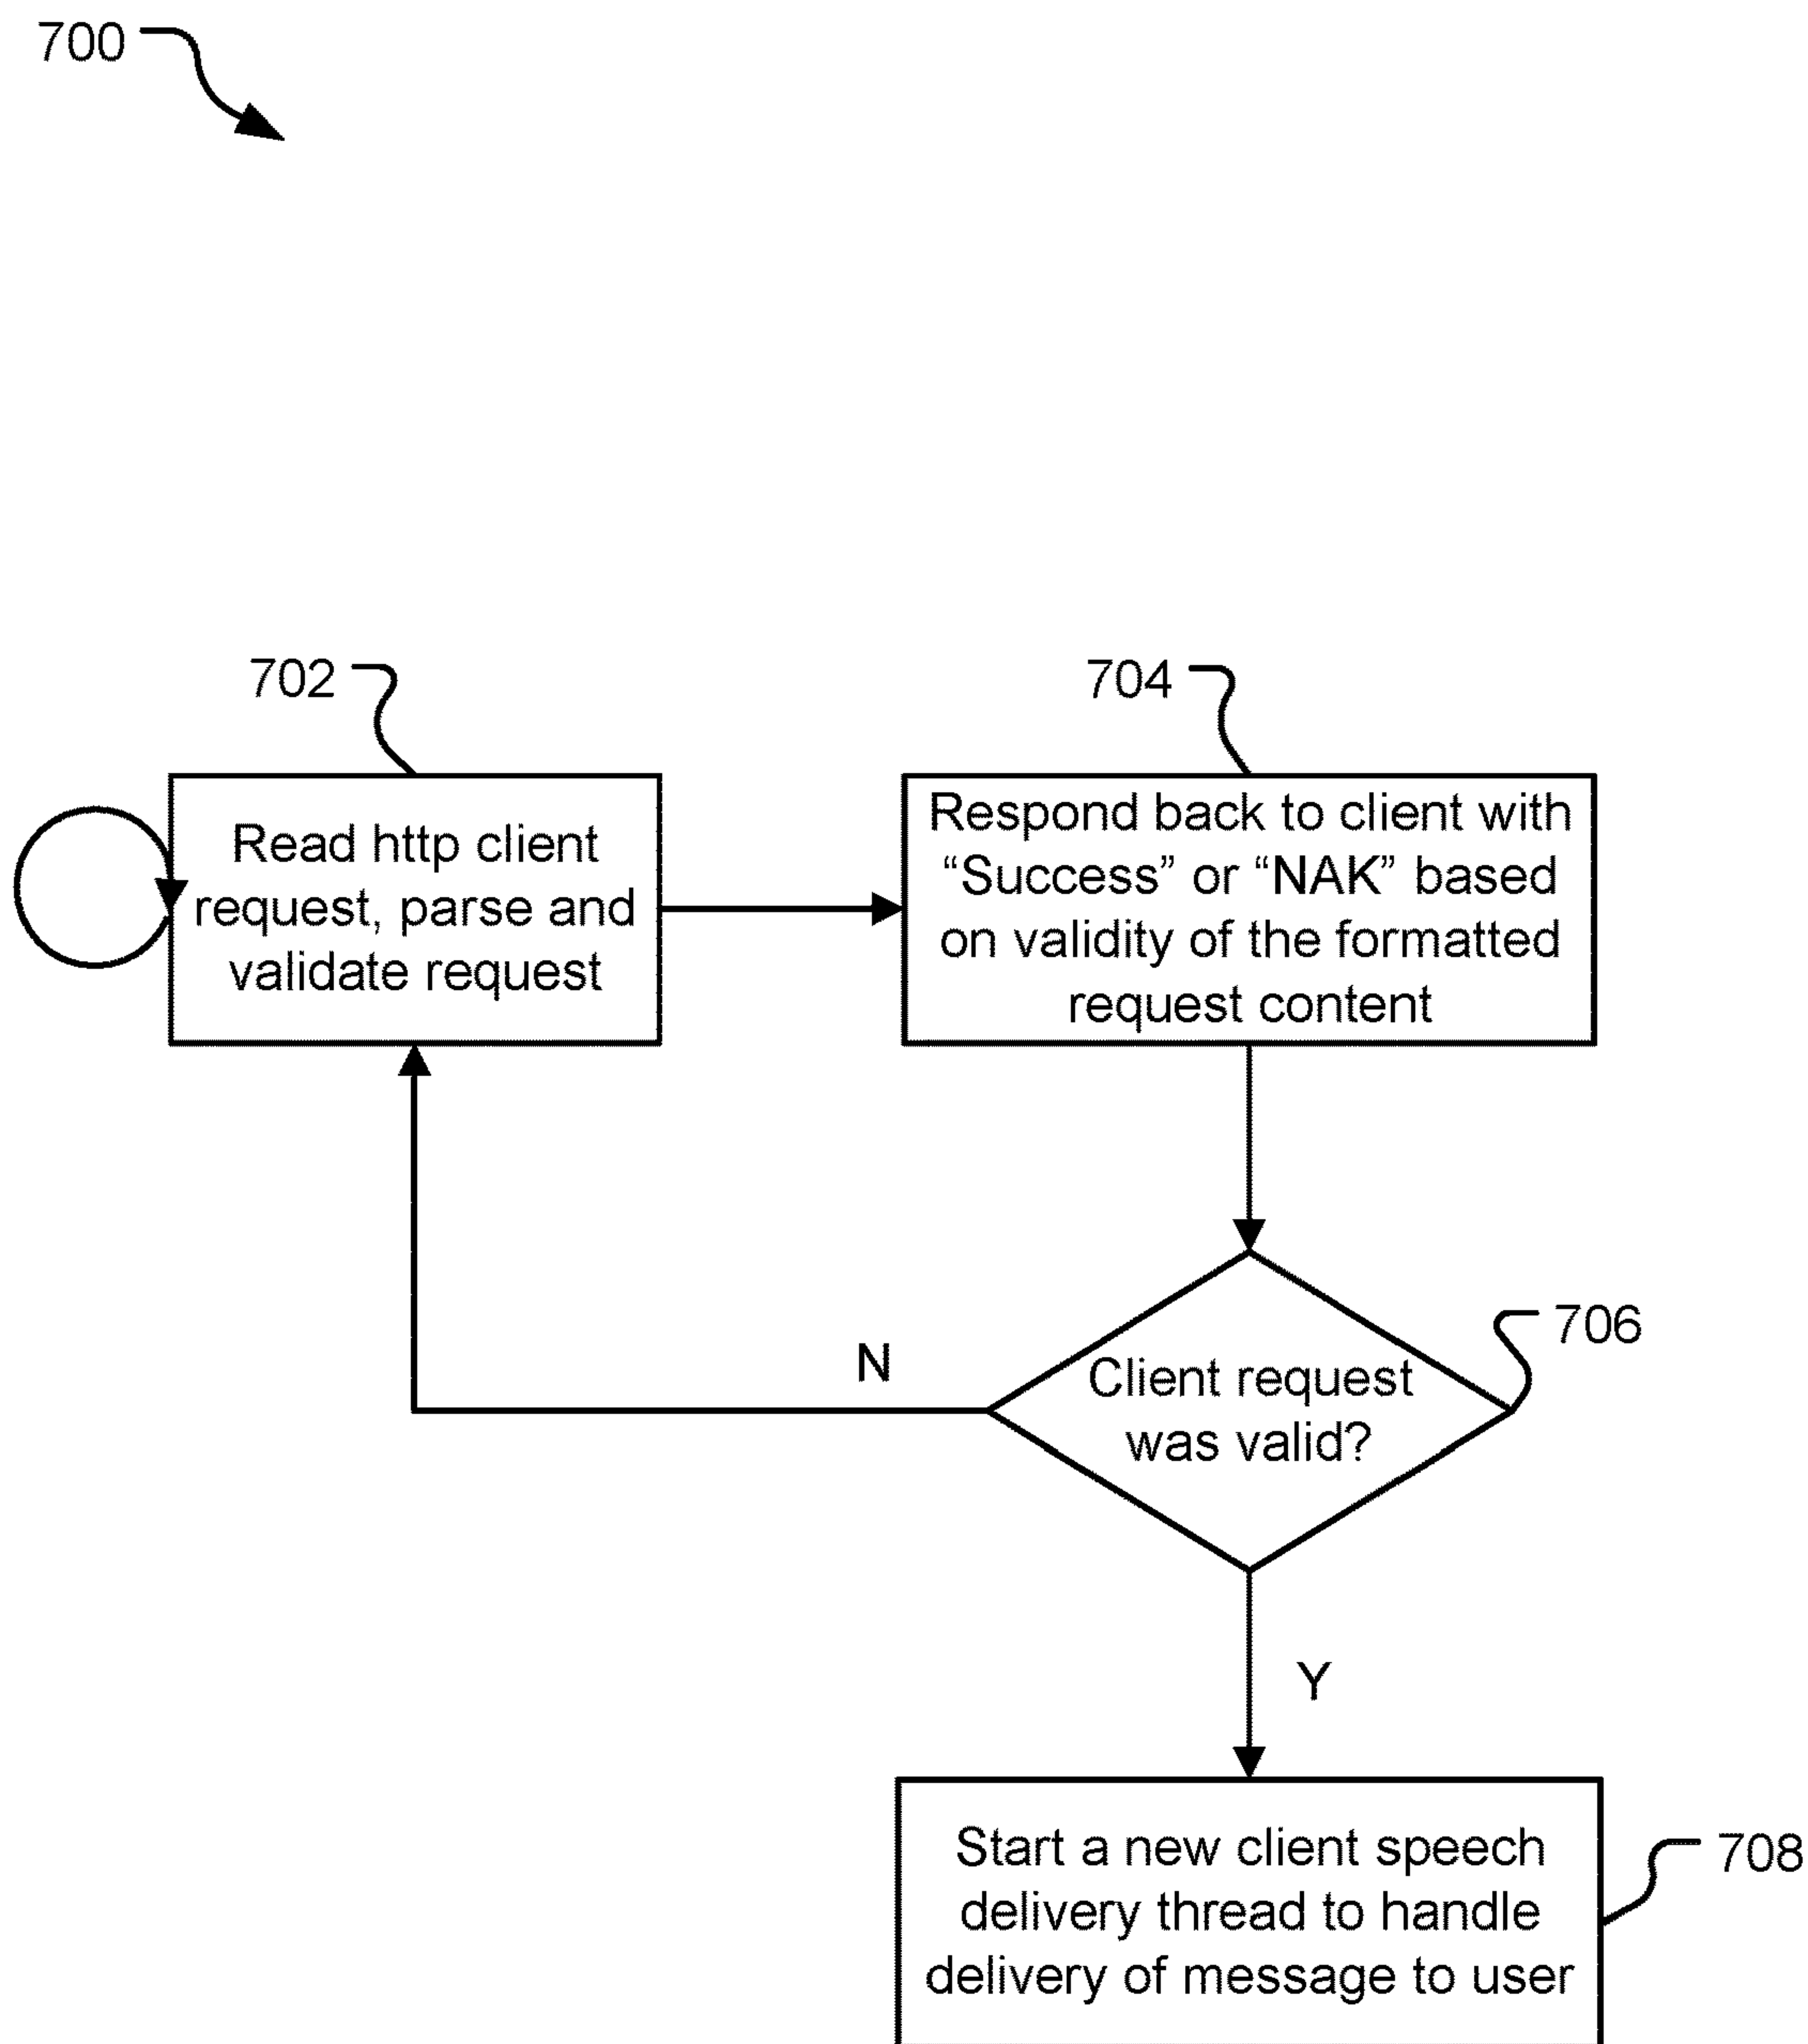 700
702
704
Read http client
request, parse and
validate request
Respond back to client with
“Success” or “NAK” based
on validity of the formatted
request content
706
N
Client request
was valid?
Y
708
Start a new client speech
delivery thread to handle
delivery of message to user